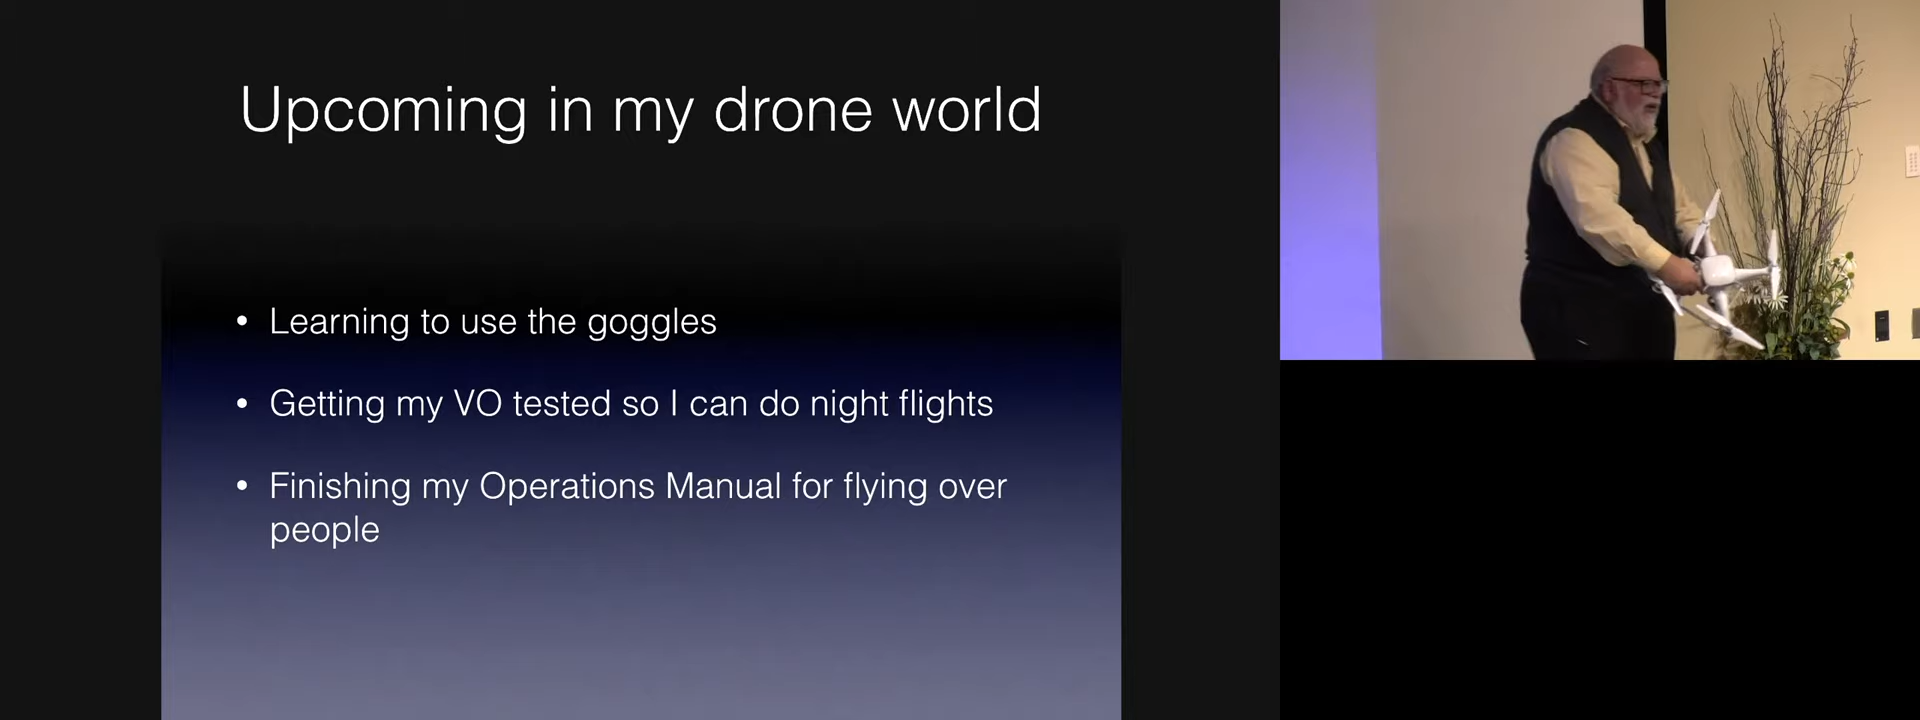 Upcoming in my drone world
• Learning to use the goggles
• Getting my VO tested so I can do night flights
• Finishing my Operations Manual for flying over
people